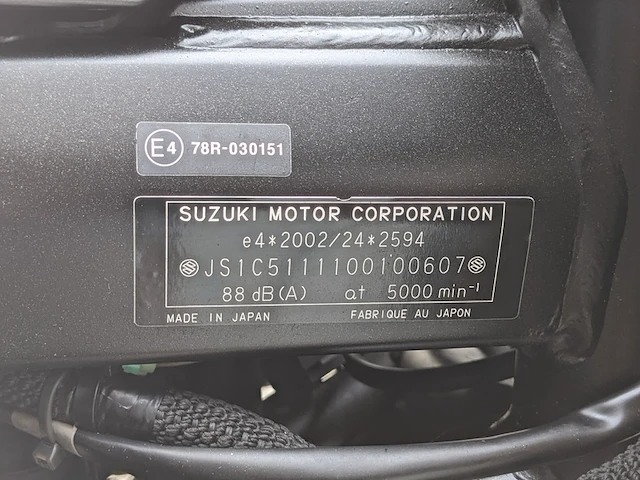 E4 78R-030151
SUZUKI MOTOR CORPORATION
e4*2002/24*2594
JS1C5111100100607
88 dB(A) at 5000 min⁻¹
MADE IN JAPAN FABRIQUE AU JAPON